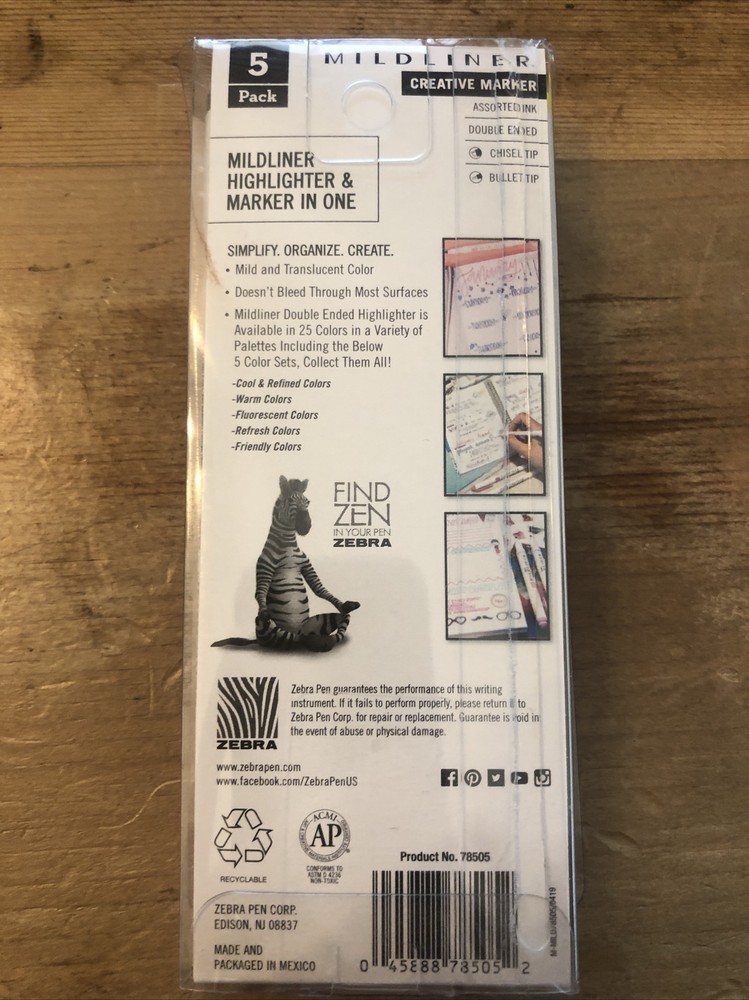 5
Pack
MILDLINER
CREATIVE MARKER
ASSORTED INK
DOUBLE ENDED
CHISEL TIP
BULLET TIP
MILDLINER
HIGHLIGHTER &
MARKER IN ONE
SIMPLIFY. ORGANIZE. CREATE.
• Mild and Translucent Color
• Doesn't Bleed Through Most Surfaces
• Mildliner Double Ended Highlighter is
Available in 25 Colors in a Variety of
Palettes Including the Below
5 Color Sets, Collect Them All!
-Cool & Refined Colors
-Warm Colors
-Fluorescent Colors
-Refresh Colors
-Friendly Colors
FIND
ZEN
IN YOUR PEN
ZEBRA
ZEBRA
Zebra Pen guarantees the performance of this writing
instrument. If it fails to perform properly, please return it to
Zebra Pen Corp. for repair or replacement. Guarantee is void in
the event of abuse or physical damage.
www.zebrapen.com
www.facebook.com/ZebraPenUS
RECYCLABLE
ACMI
AP
CONFORMS TO
ASTM D 4236
NON-TOXIC
Product No. 78505
ZEBRA PEN CORP.
EDISON, NJ 08837
MADE AND
PACKAGED IN MEXICO
0 45888 78505 2